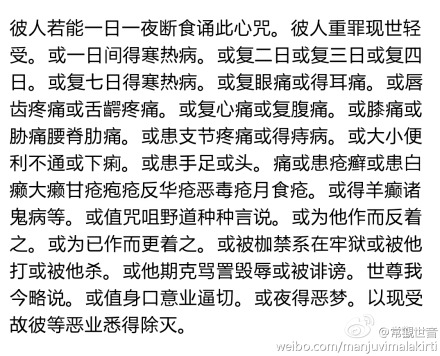 彼人若能一日一夜断食诵此心咒。彼人重罪现世轻
受。或一日间得寒热病。或复二日或复三日或复四
日。或复七日得寒热病。或复眼痛或得耳痛。或唇
齿疼痛或舌齶疼痛。或复心痛或复腹痛。或膝痛或
胁痛腰脊肋痛。或患支节疼痛或得痔病。或大小便
利不通或下痢。或患手足或头。痛或患疮癣或患白
癞大癞甘疮疱疮反华疮恶毒疮月食疮。或得羊癫诸
鬼病等。或值咒咀野道种种言说。或为他作而反着
之。或为已作而更着之。或被枷禁系在牢狱或被他
打或被他杀。或他期克骂詈毁辱或被诽谤。世尊我
今略说。或值身口意业逼切。或夜得恶梦。以现受
故彼等恶业悉得除灭。
@常觀世音
weibo.com/manjuvimalakirti